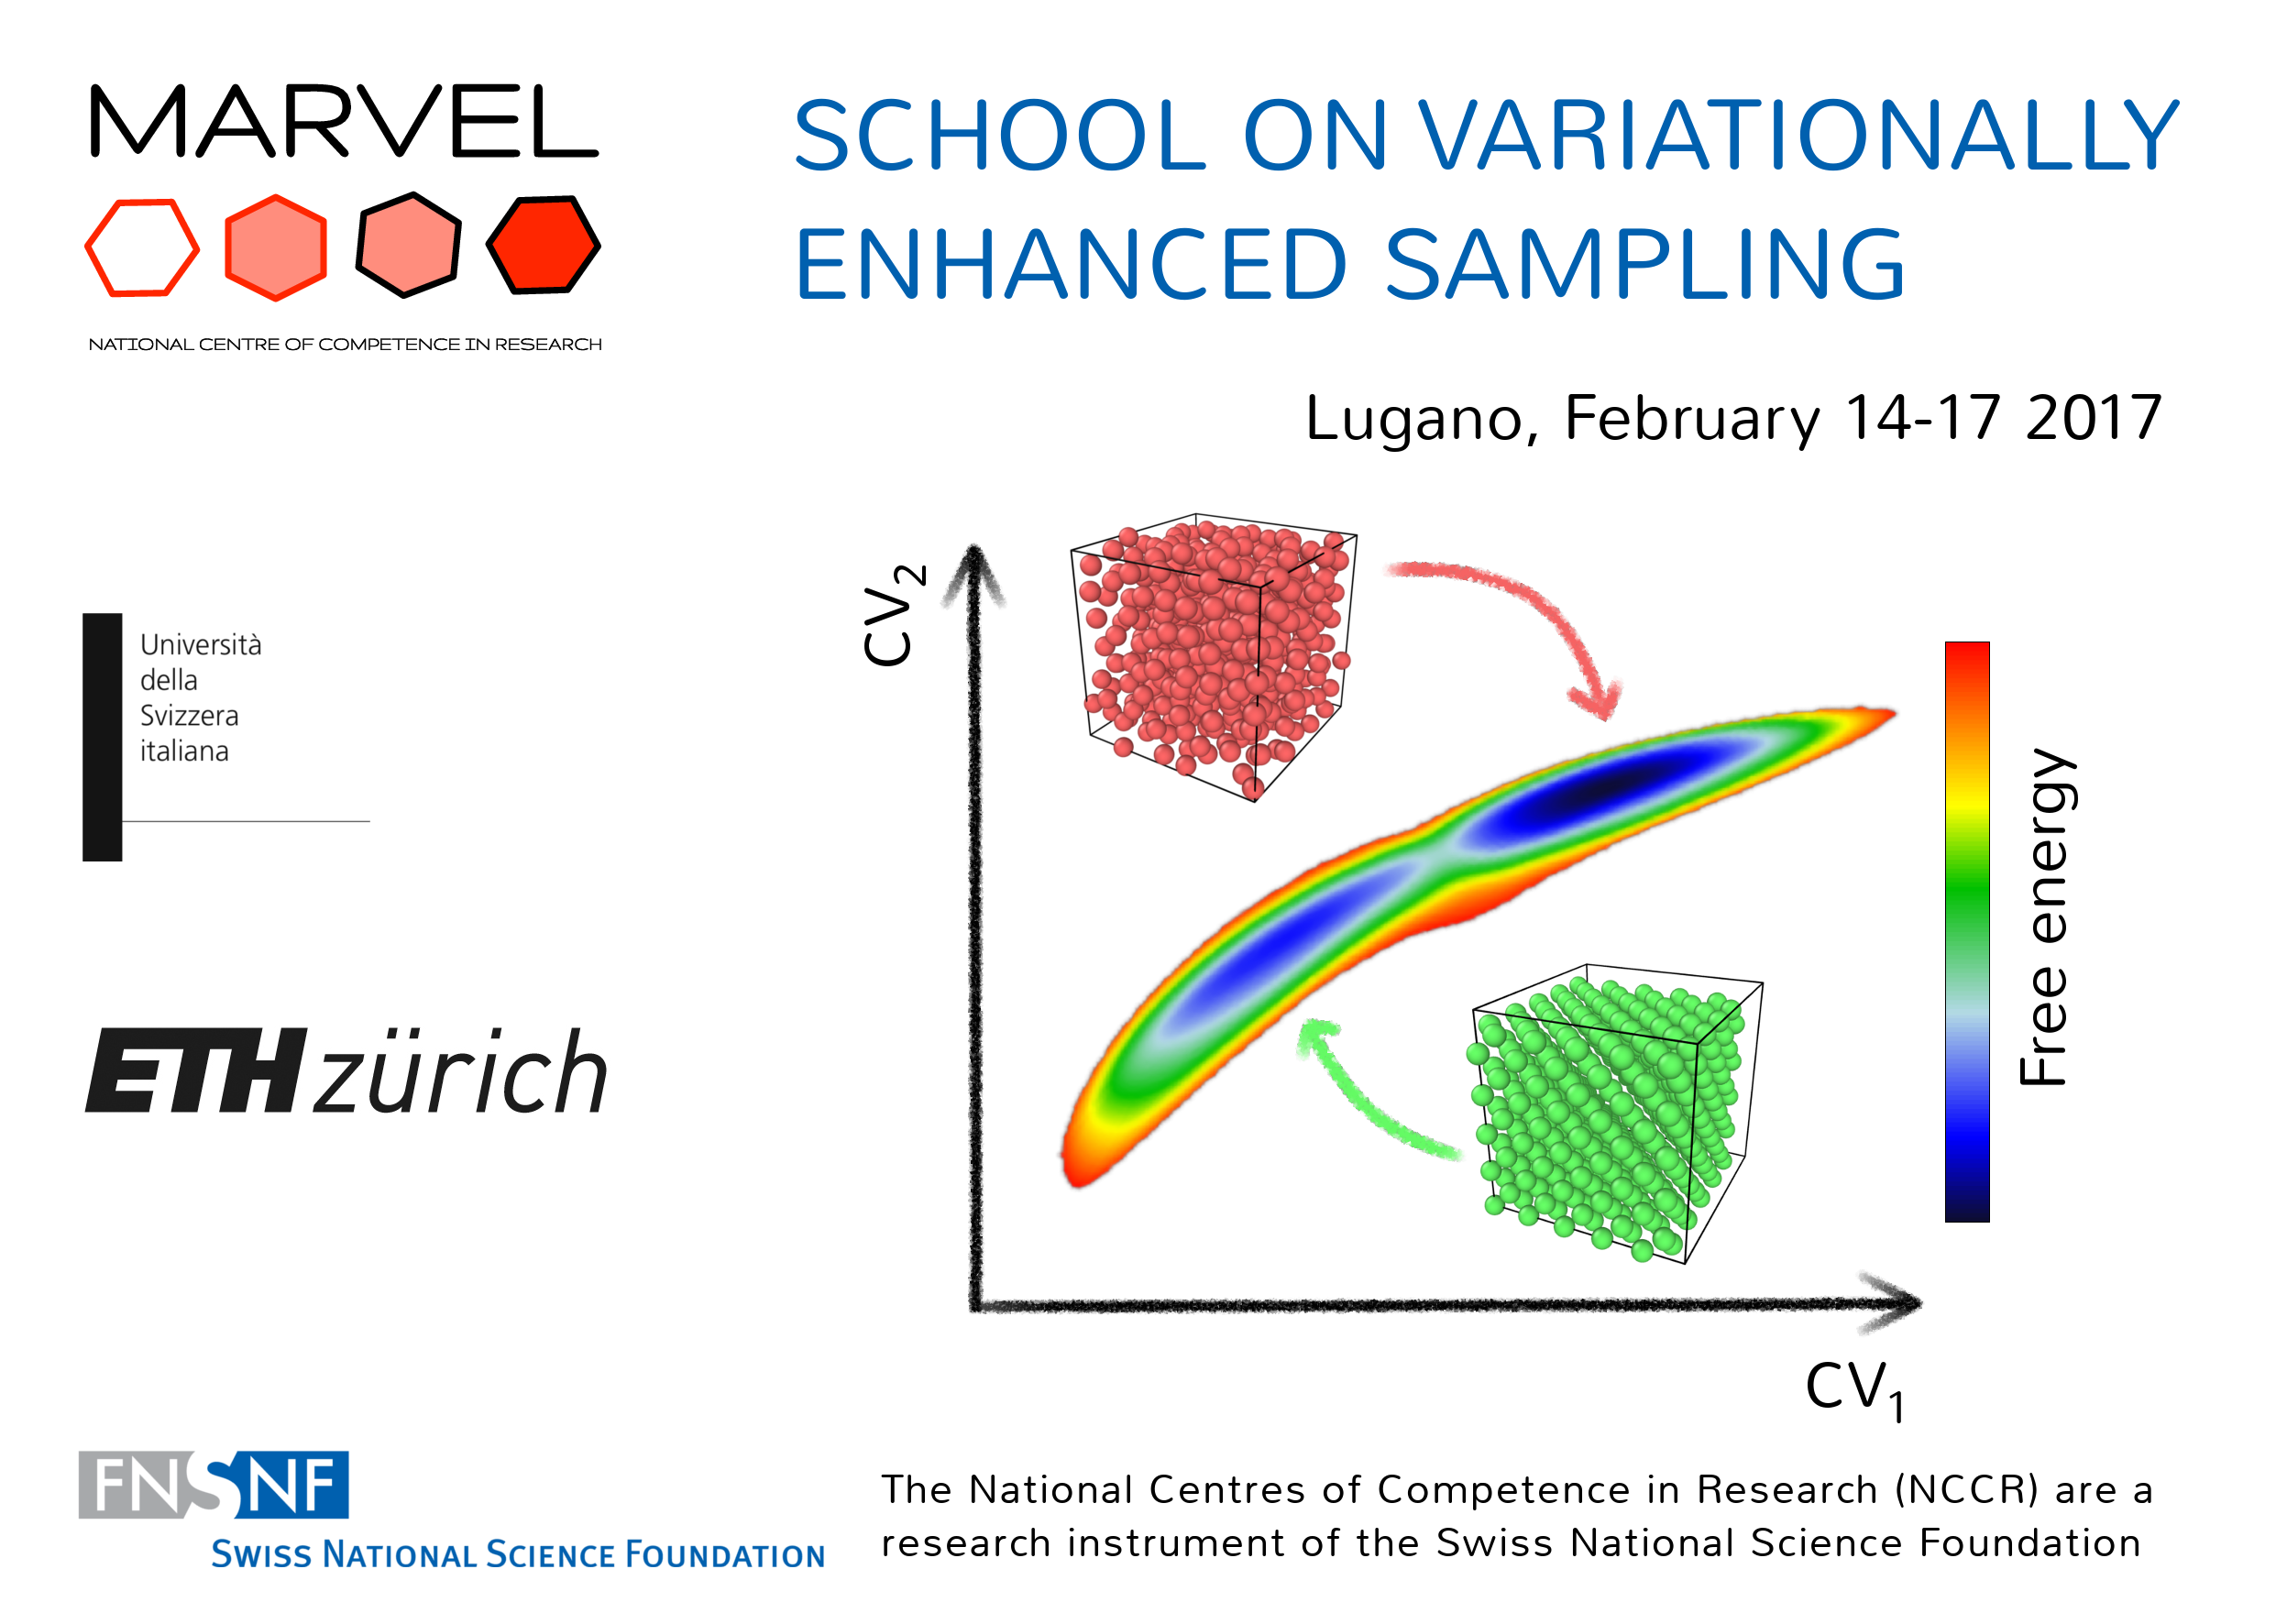 MARVEL
NATIONAL CENTRE OF COMPETENCE IN RESEARCH
SCHOOL ON VARIATIONALLY
ENHANCED SAMPLING
Lugano, February 14-17 2017
Università
della
Svizzera
italiana
ETH zürich
CV₂
Free energy
CV₁
FNSNF
SWISS NATIONAL SCIENCE FOUNDATION
The National Centres of Competence in Research (NCCR) are a
research instrument of the Swiss National Science Foundation